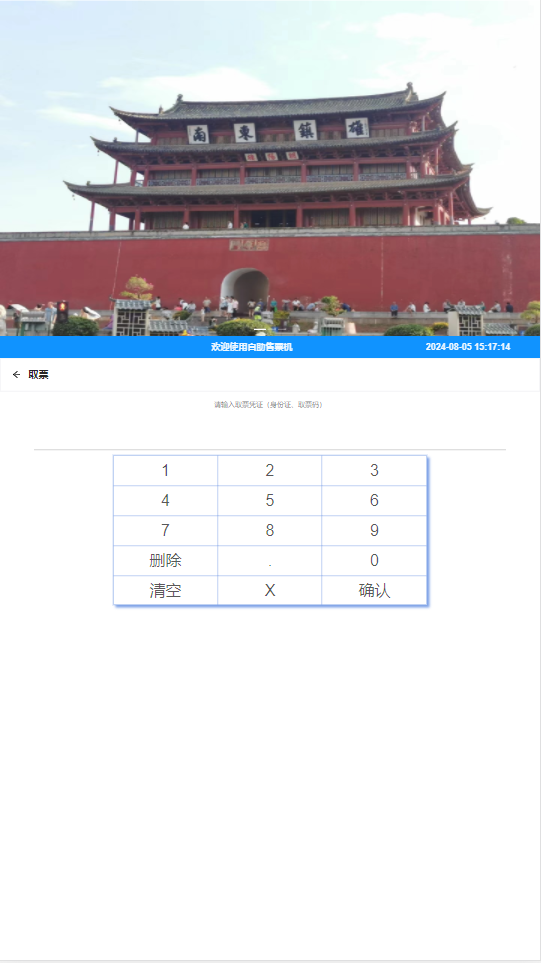 南東鎮雄
欢迎使用自助售票机 2024-08-05 15:17:14
取票
请输入取票凭证（身份证、取票码）
1 2 3
4 5 6
7 8 9
删除 . 0
清空 X 确认